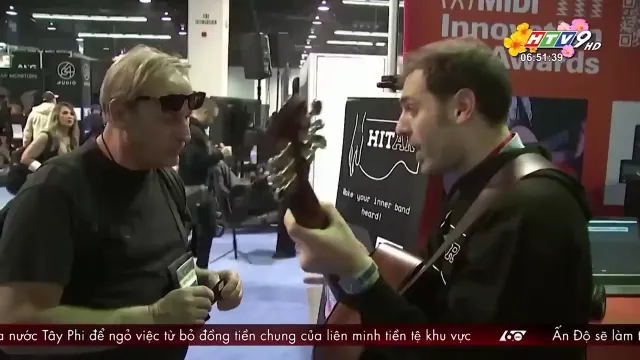 (X)MIDI
Innovation
Awards
HTV9 HD
06:51:39
AUDIO
HITAR
Make your inner band
heard!
nước Tây Phi để ngỏ việc từ bỏ đồng tiền chung của liên minh tiền tệ khu vực
60
Ấn Độ sẽ làm